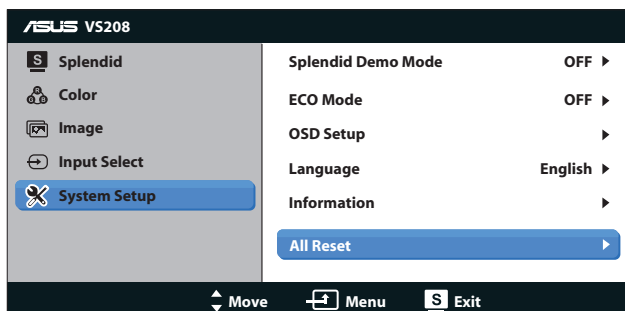 ASUS VS208
S Splendid
Color
Image
Input Select
System Setup
Splendid Demo Mode OFF
ECO Mode OFF
OSD Setup
Language English
Information
All Reset
Move Menu S Exit